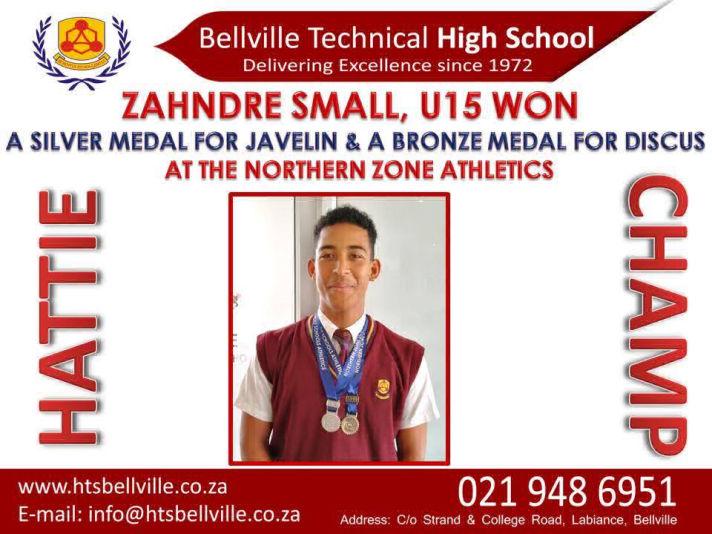 Bellville Technical High School
Delivering Excellence since 1972
ZAHNDRE SMALL, U15 WON
A SILVER MEDAL FOR JAVELIN & A BRONZE MEDAL FOR DISCUS
AT THE NORTHERN ZONE ATHLETICS
HATTIE
CHAMP
www.htsbellville.co.za
E-mail: info@htsbellville.co.za
021 948 6951
Address: C/o Strand & College Road, Labiance, Bellville